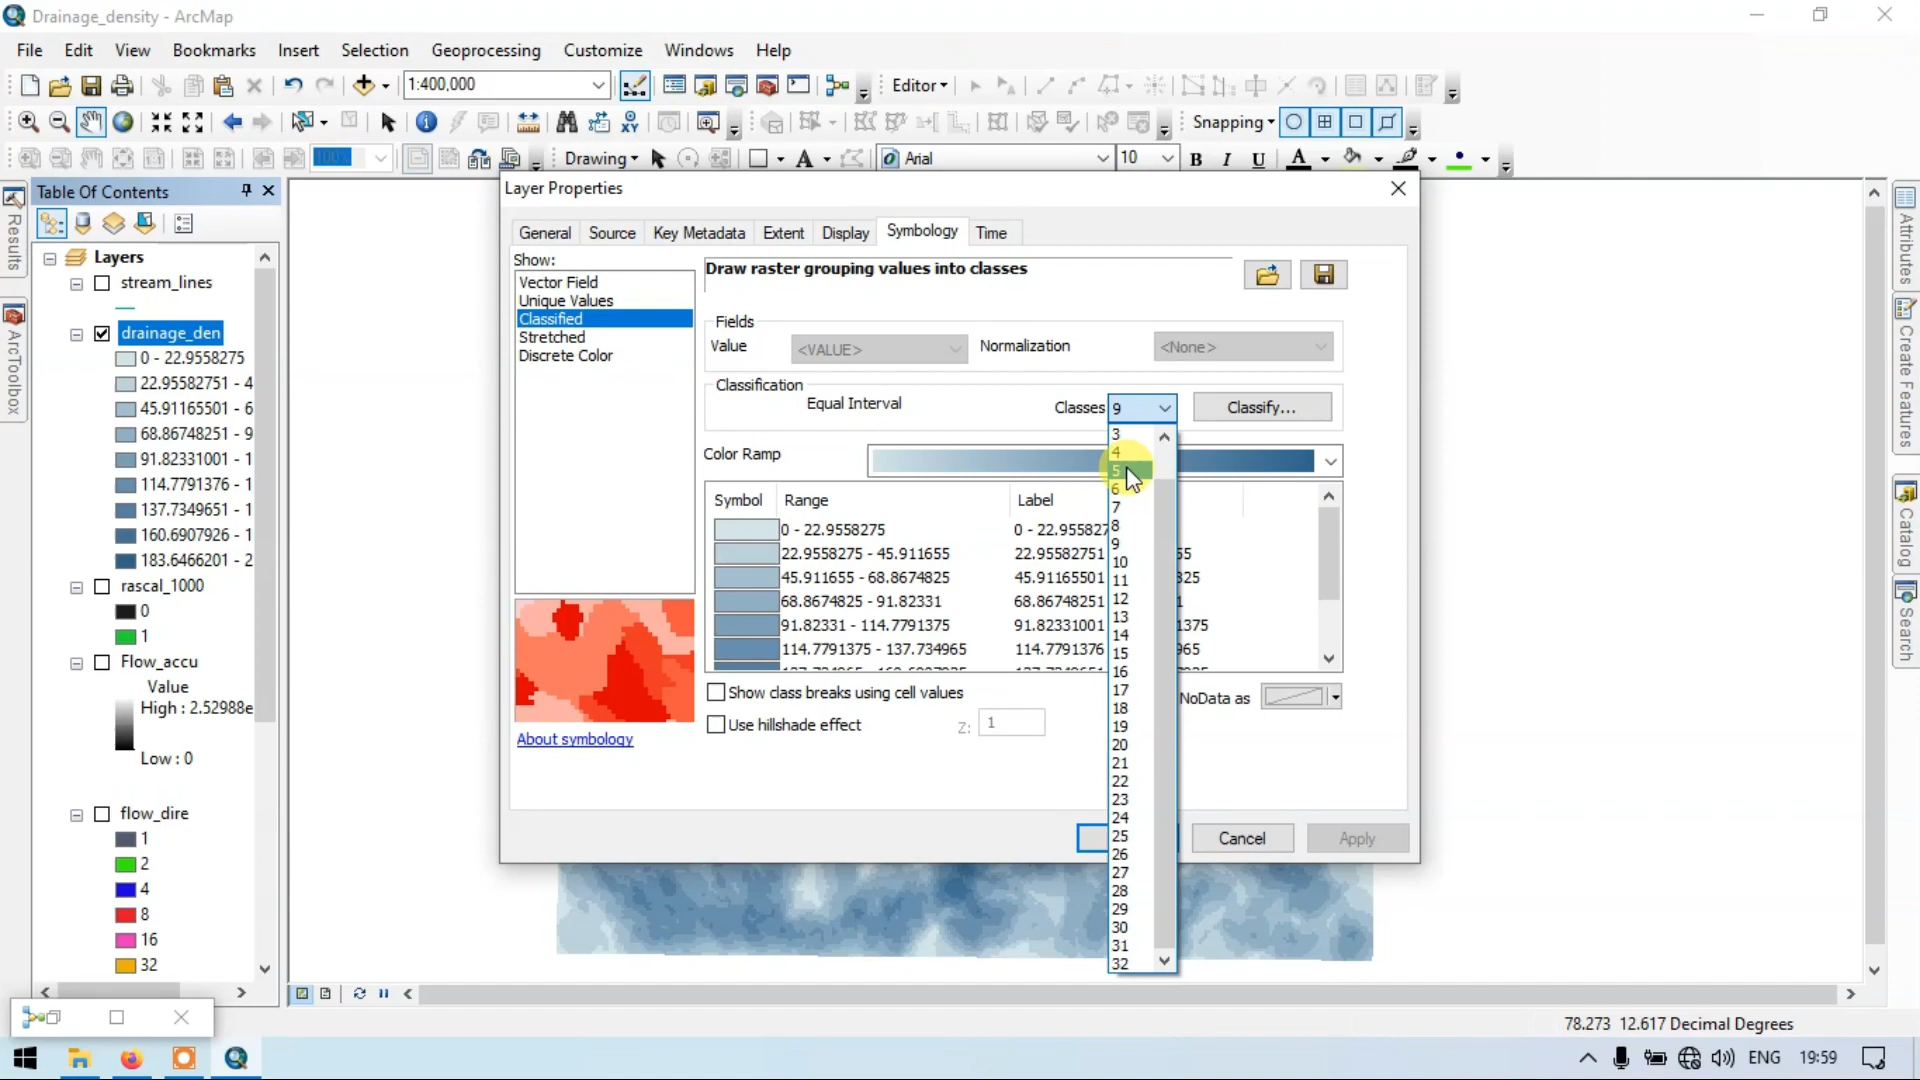 Drainage_density - ArcMap
File Edit View Bookmarks Insert Selection Geoprocessing Customize Windows Help
1:400,000 Editor
Snapping
100% Drawing A Arial 10 B I U A
Table Of Contents
Results
ArcToolbox
Layers
stream_lines
drainage_den
0 - 22.9558275
22.95582751 - 4
45.91165501 - 6
68.86748251 - 9
91.82331001 - 1
114.7791376 - 1
137.7349651 - 1
160.6907926 - 1
183.6466201 - 2
rascal_1000
0
1
Flow_accu
Value
High : 2.52988e
Low : 0
flow_dire
1
2
4
8
16
32
Layer Properties
General Source Key Metadata Extent Display Symbology Time
Show:
Vector Field
Unique Values
Classified
Stretched
Discrete Color
About symbology
Draw raster grouping values into classes
Fields
Value <VALUE> Normalization <None>
Classification
Equal Interval Classes 9 Classify...
Color Ramp
Symbol Range Label
0 - 22.9558275 0 - 22.955827
22.9558275 - 45.911655 22.95582751 55
45.911655 - 68.8674825 45.91165501 825
68.8674825 - 91.82331 68.86748251 1
91.82331 - 114.7791375 91.82331001 1375
114.7791375 - 137.734965 114.7791376 965
Show class breaks using cell values NoData as
Use hillshade effect Z: 1
3
4
5
6
7
8
9
10
11
12
13
14
15
16
17
18
19
20
21
22
23
24
25
26
27
28
29
30
31
32
Cancel Apply
Attributes
Create Features
Catalog
Search
78.273 12.617 Decimal Degrees
ENG 19:59